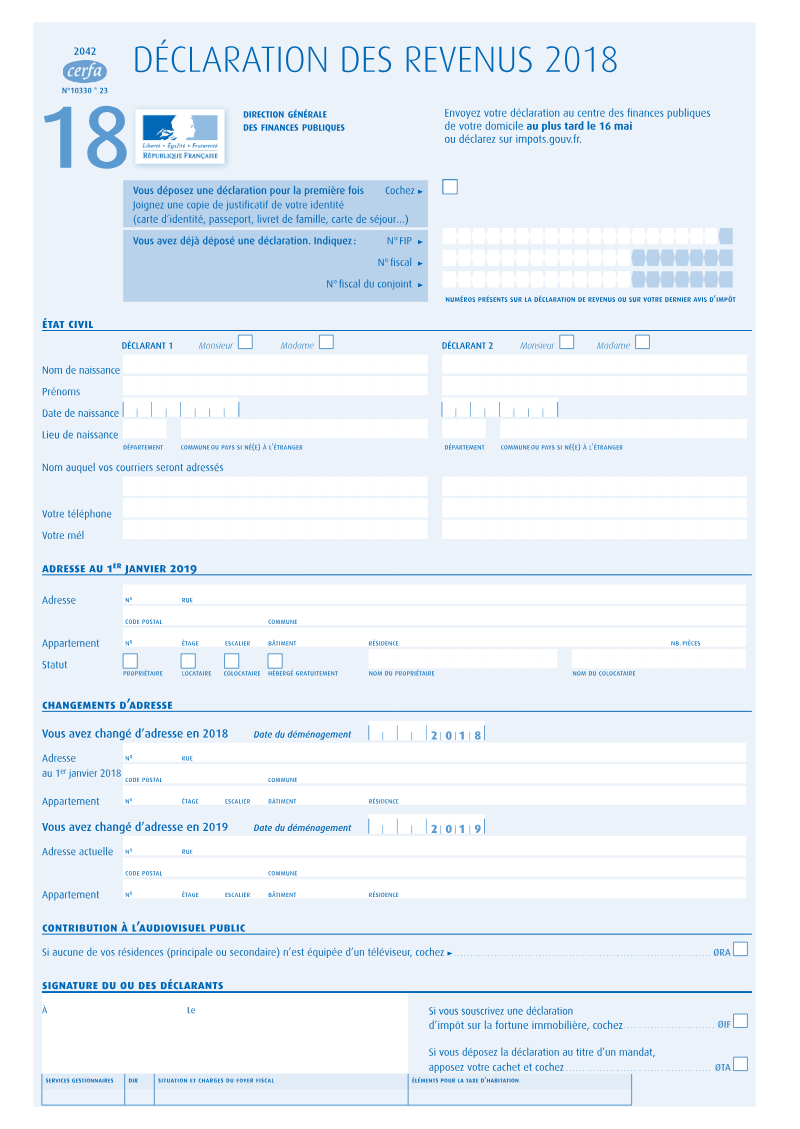 2042
cerfa
N°10330 * 23
DÉCLARATION DES REVENUS 2018
18
Liberté • Égalité • Fraternité
RÉPUBLIQUE FRANÇAISE
DIRECTION GÉNÉRALE
DES FINANCES PUBLIQUES
Envoyez votre déclaration au centre des finances publiques
de votre domicile au plus tard le 16 mai
ou déclarez sur impots.gouv.fr.
Vous déposez une déclaration pour la première fois Cochez ►
Joignez une copie de justificatif de votre identité
(carte d'identité, passeport, livret de famille, carte de séjour...)
Vous avez déjà déposé une déclaration. Indiquez : N° FIP ►
N° fiscal ►
N° fiscal du conjoint ►
NUMÉROS PRÉSENTS SUR LA DÉCLARATION DE REVENUS OU SUR VOTRE DERNIER AVIS D'IMPÔT
ÉTAT CIVIL
DÉCLARANT 1 Monsieur Madame DÉCLARANT 2 Monsieur Madame
Nom de naissance
Prénoms
Date de naissance
Lieu de naissance
DÉPARTEMENT COMMUNE OU PAYS SI NÉ(E) À L'ÉTRANGER DÉPARTEMENT COMMUNE OU PAYS SI NÉ(E) À L'ÉTRANGER
Nom auquel vos courriers seront adressés
Votre téléphone
Votre mél
ADRESSE AU 1ER JANVIER 2019
Adresse N° RUE
CODE POSTAL COMMUNE
Appartement N° ÉTAGE ESCALIER BÂTIMENT RÉSIDENCE NB. PIÈCES
Statut
PROPRIÉTAIRE LOCATAIRE COLOCATAIRE HÉBERGÉ GRATUITEMENT NOM DU PROPRIÉTAIRE NOM DU COLOCATAIRE
CHANGEMENTS D'ADRESSE
Vous avez changé d'adresse en 2018 Date du déménagement 2018
Adresse N° RUE
au 1er janvier 2018 CODE POSTAL COMMUNE
Appartement N° ÉTAGE ESCALIER BÂTIMENT RÉSIDENCE
Vous avez changé d'adresse en 2019 Date du déménagement 2019
Adresse actuelle N° RUE
CODE POSTAL COMMUNE
Appartement N° ÉTAGE ESCALIER BÂTIMENT RÉSIDENCE
CONTRIBUTION À L'AUDIOVISUEL PUBLIC
Si aucune de vos résidences (principale ou secondaire) n'est équipée d'un téléviseur, cochez ► ØRA
SIGNATURE DU OU DES DÉCLARANTS
À Le
Si vous souscrivez une déclaration
d'impôt sur la fortune immobilière, cochez ØIF
Si vous déposez la déclaration au titre d'un mandat,
apposez votre cachet et cochez ØTA
SERVICES GESTIONNAIRES DIR SITUATION ET CHARGES DU FOYER FISCAL ÉLÉMENTS POUR LA TAXE D'HABITATION